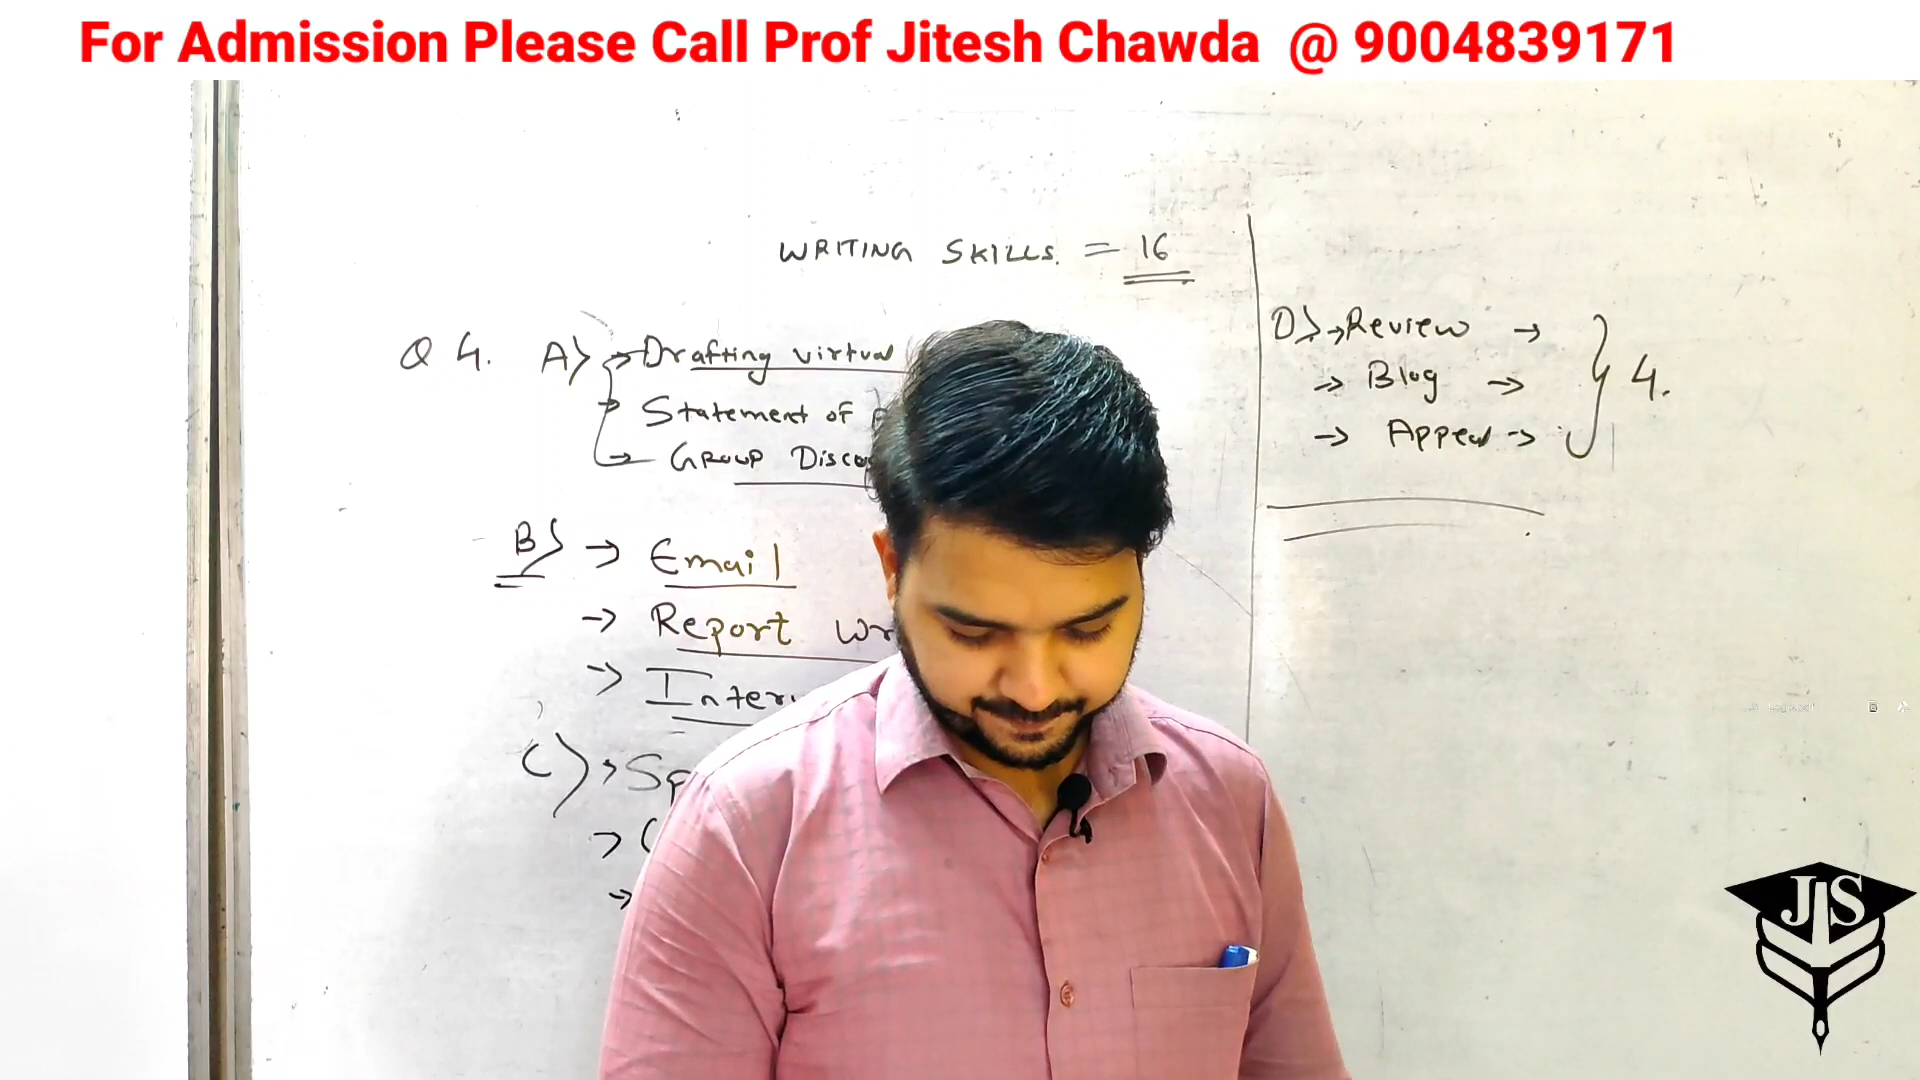 For Admission Please Call Prof Jitesh Chawda @ 9004839171
WRITING SKILLS. = 16
Q 4. A) → Drafting virtual
→ Statement of
→ GROUP
B) → Email
→ Report
→
C) →
→
→
D) → Review →
→ Blog →
→ Appeal →
} 4.
JS